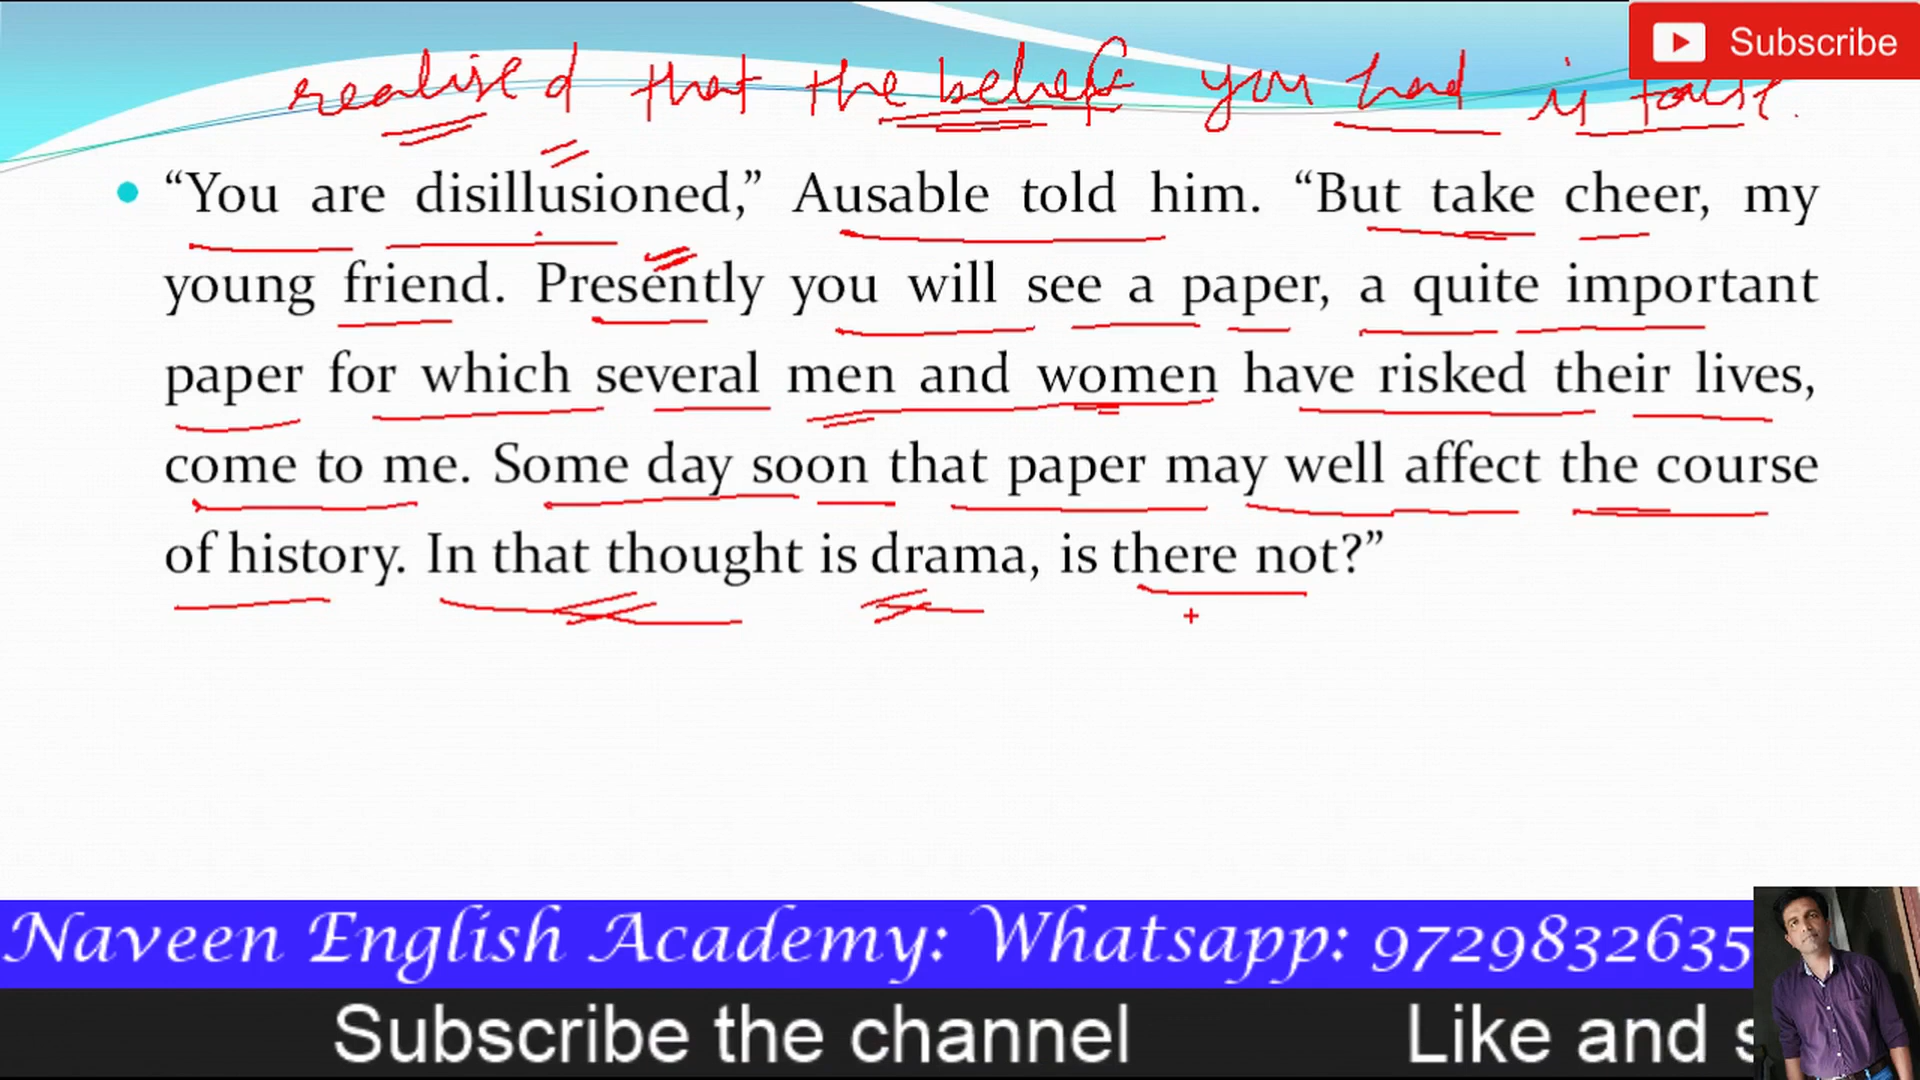 Subscribe
realised that the belief you had is false.
“You are disillusioned,” Ausable told him. “But take cheer, my
young friend. Presently you will see a paper, a quite important
paper for which several men and women have risked their lives,
come to me. Some day soon that paper may well affect the course
of history. In that thought is drama, is there not?”
Naveen English Academy: Whatsapp: 9729832635
Subscribe the channel Like and s